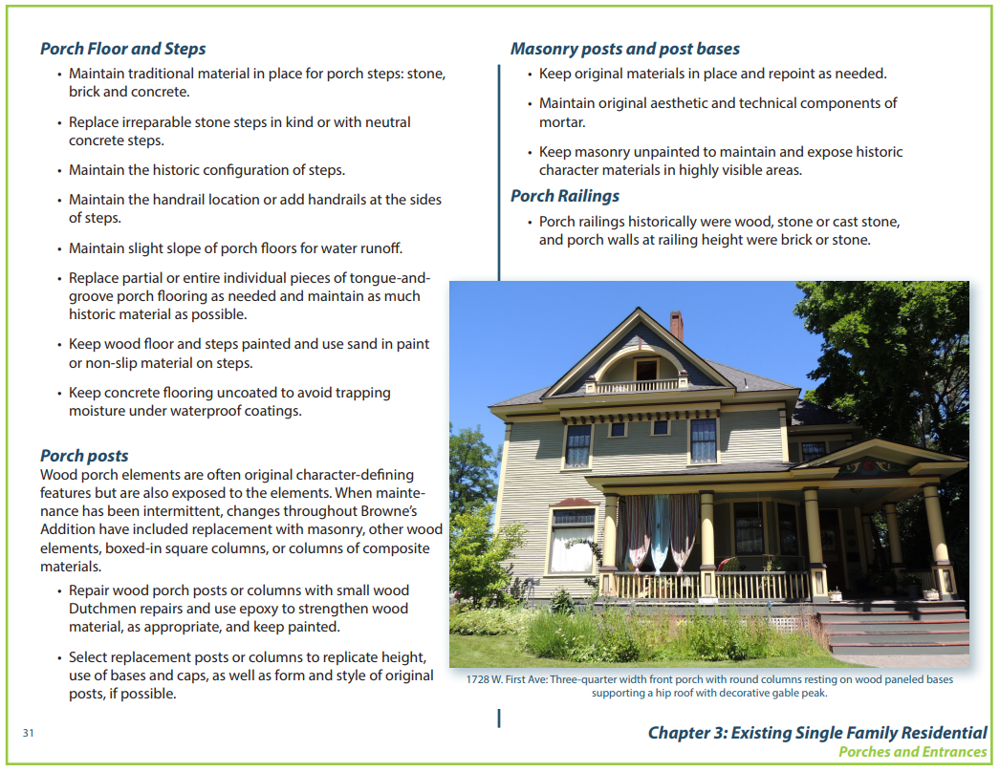 Porch Floor and Steps
• Maintain traditional material in place for porch steps: stone,
brick and concrete.
• Replace irreparable stone steps in kind or with neutral
concrete steps.
• Maintain the historic configuration of steps.
• Maintain the handrail location or add handrails at the sides
of steps.
• Maintain slight slope of porch floors for water runoff.
• Replace partial or entire individual pieces of tongue-and-
groove porch flooring as needed and maintain as much
historic material as possible.
• Keep wood floor and steps painted and use sand in paint
or non-slip material on steps.
• Keep concrete flooring uncoated to avoid trapping
moisture under waterproof coatings.
Porch posts
Wood porch elements are often original character-defining
features but are also exposed to the elements. When mainte-
nance has been intermittent, changes throughout Browne's
Addition have included replacement with masonry, other wood
elements, boxed-in square columns, or columns of composite
materials.
• Repair wood porch posts or columns with small wood
Dutchmen repairs and use epoxy to strengthen wood
material, as appropriate, and keep painted.
• Select replacement posts or columns to replicate height,
use of bases and caps, as well as form and style of original
posts, if possible.
Masonry posts and post bases
• Keep original materials in place and repoint as needed.
• Maintain original aesthetic and technical components of
mortar.
• Keep masonry unpainted to maintain and expose historic
character materials in highly visible areas.
Porch Railings
• Porch railings historically were wood, stone or cast stone,
and porch walls at railing height were brick or stone.
1728 W. First Ave: Three-quarter width front porch with round columns resting on wood paneled bases
supporting a hip roof with decorative gable peak.
31
Chapter 3: Existing Single Family Residential
Porches and Entrances